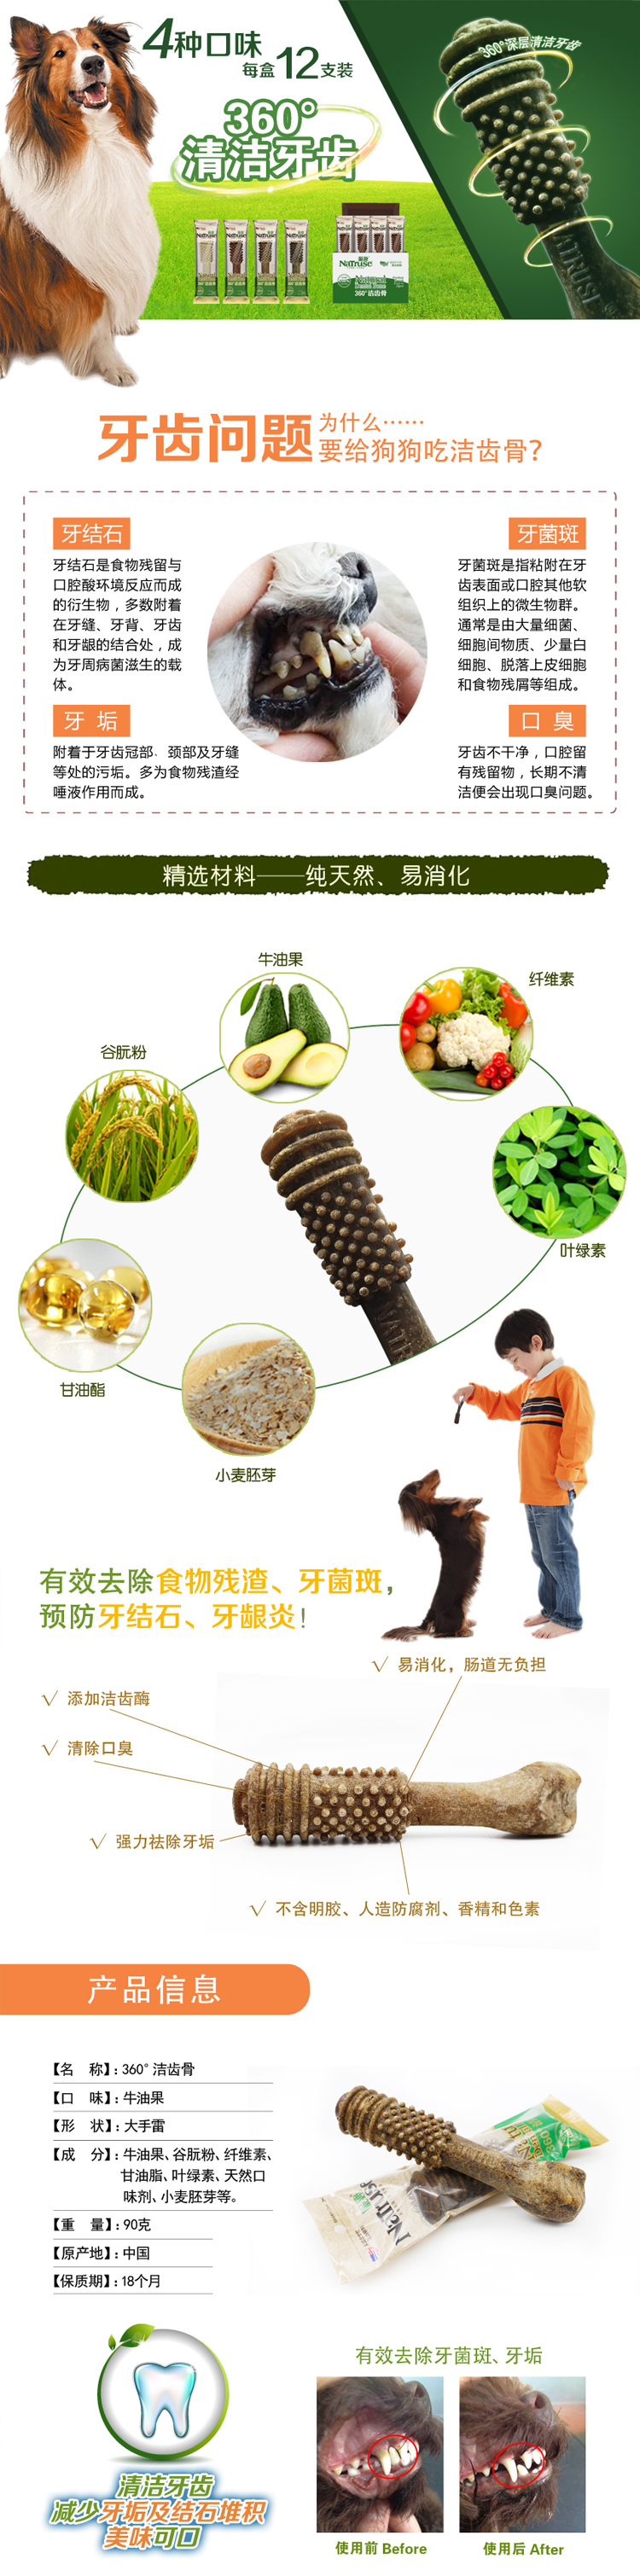 4种口味
每盒12支装
360°
清洁牙齿
360°深层清洁牙齿
NaTruse
360°洁齿骨
NATRUSE
牙齿问题
为什么……
要给狗狗吃洁齿骨?
牙结石
牙结石是食物残留与
口腔酸环境反应而成
的衍生物，多数附着
在牙缝、牙背、牙齿
和牙龈的结合处，成
为牙周病菌滋生的载
体。
牙菌斑
牙菌斑是指粘附在牙
齿表面或口腔其他软
组织上的微生物群。
通常是由大量细菌、
细胞间物质、少量白
细胞、脱落上皮细胞
和食物残屑等组成。
牙 垢
附着于牙齿冠部、颈部及牙缝
等处的污垢。多为食物残渣经
唾液作用而成。
口 臭
牙齿不干净，口腔留
有残留物，长期不清
洁便会出现口臭问题。
精选材料——纯天然、易消化
牛油果
纤维素
谷朊粉
叶绿素
甘油酯
小麦胚芽
有效去除食物残渣、牙菌斑，
预防牙结石、牙龈炎！
√ 易消化，肠道无负担
√ 添加洁齿酶
√ 清除口臭
√ 强力祛除牙垢
√ 不含明胶、人造防腐剂、香精和色素
产品信息
【名 称】：360°洁齿骨
【口 味】：牛油果
【形 状】：大手雷
【成 分】：牛油果、谷朊粉、纤维素、
甘油脂、叶绿素、天然口
味剂、小麦胚芽等。
【重 量】：90克
【原产地】：中国
【保质期】：18个月
NaTruse
清洁牙齿
减少牙垢及结石堆积
美味可口
有效去除牙菌斑、牙垢
使用前 Before
使用后 After